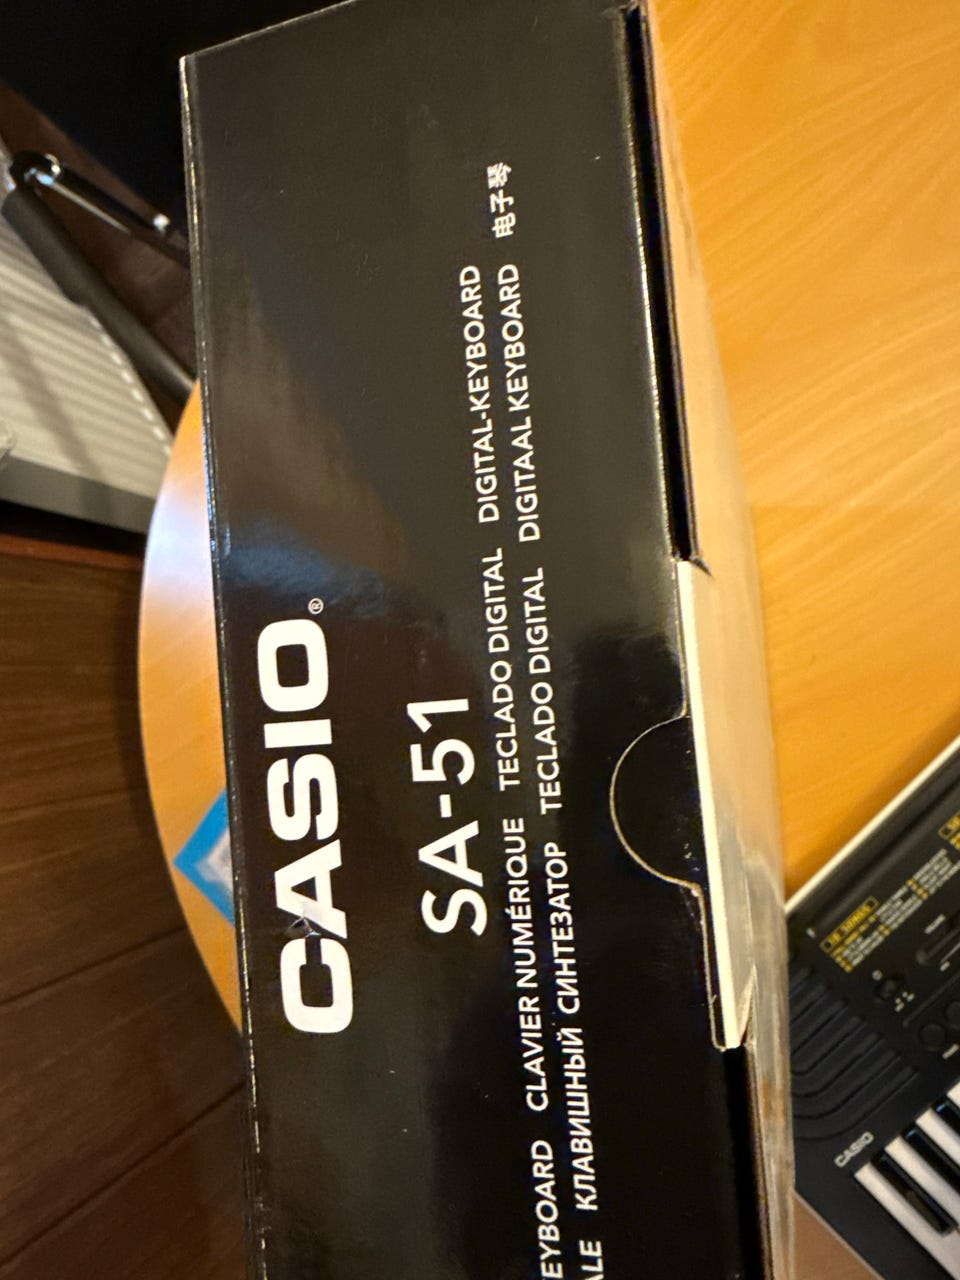 CASIO®
SA-51
EYBOARD CLAVIER NUMÉRIQUE TECLADO DIGITAL DIGITAL-KEYBOARD
ALE КЛАВИШНЫЙ СИНТЕЗАТОР TECLADO DIGITAL DIGITAAL KEYBOARD 电子琴
CASIO